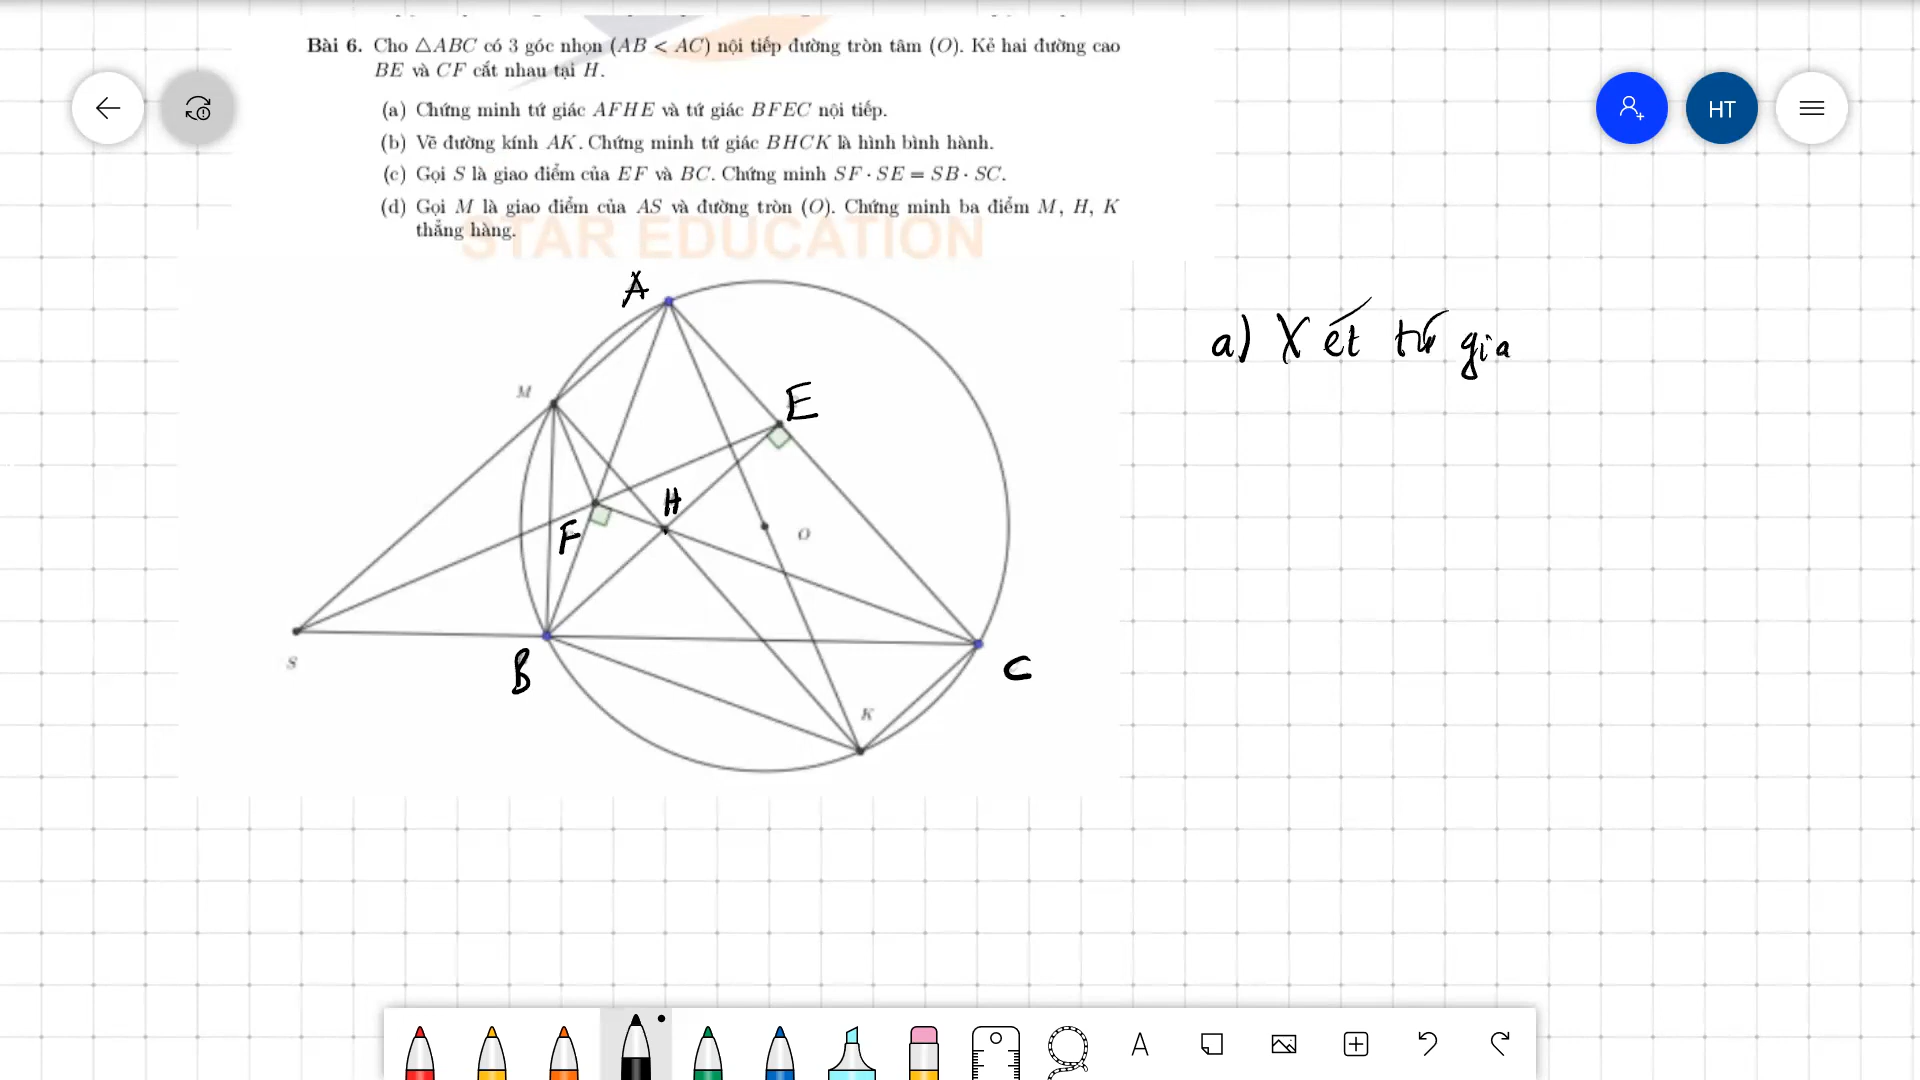 Bài 6. Cho △ABC có 3 góc nhọn (AB < AC) nội tiếp đường tròn tâm (O). Kẻ hai đường cao
BE và CF cắt nhau tại H.
(a) Chứng minh tứ giác AFHE và tứ giác BFEC nội tiếp.
(b) Vẽ đường kính AK. Chứng minh tứ giác BHCK là hình bình hành.
(c) Gọi S là giao điểm của EF và BC. Chứng minh SF · SE = SB · SC.
(d) Gọi M là giao điểm của AS và đường tròn (O). Chứng minh ba điểm M, H, K
thẳng hàng.
STAR EDUCATION
HT
a) Xét tứ gia
A
M
E
H
F
O
S
B
C
K
A